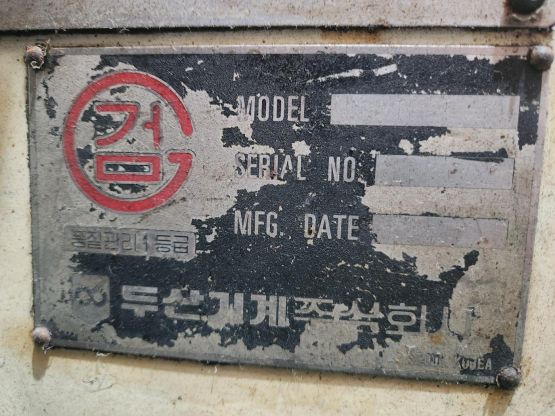 검
MODEL
SERIAL NO.
MFG. DATE
품질관리1등급
두산기계주식회사
KOREA